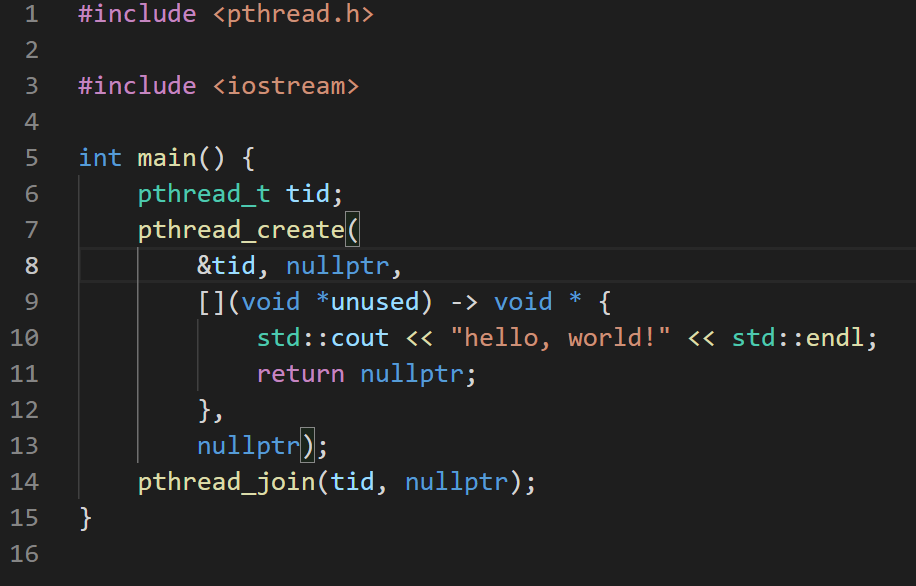 1 #include <pthread.h>
2
3 #include <iostream>
4
5 int main() {
6     pthread_t tid;
7     pthread_create(
8         &tid, nullptr,
9         [](void *unused) -> void * {
10             std::cout << "hello, world!" << std::endl;
11             return nullptr;
12         },
13         nullptr);
14     pthread_join(tid, nullptr);
15 }
16